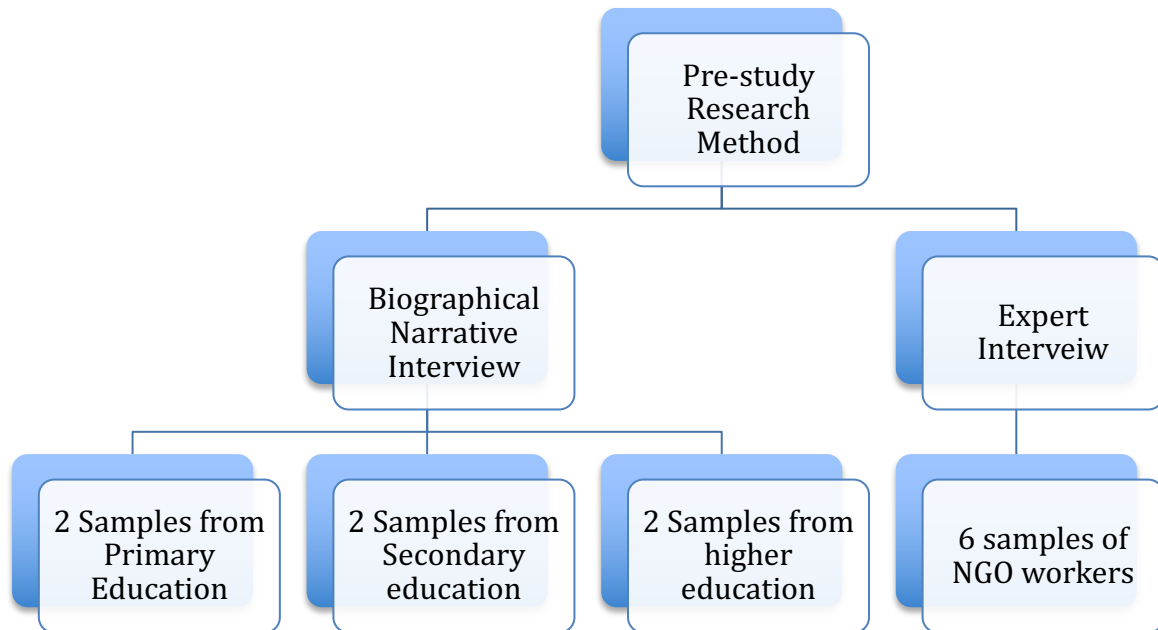 Pre-study
Research
Method
Biographical
Narrative
Interview
Expert
Interveiw
2 Samples from
Primary
Education
2 Samples from
Secondary
education
2 Samples from
higher
education
6 samples of
NGO workers